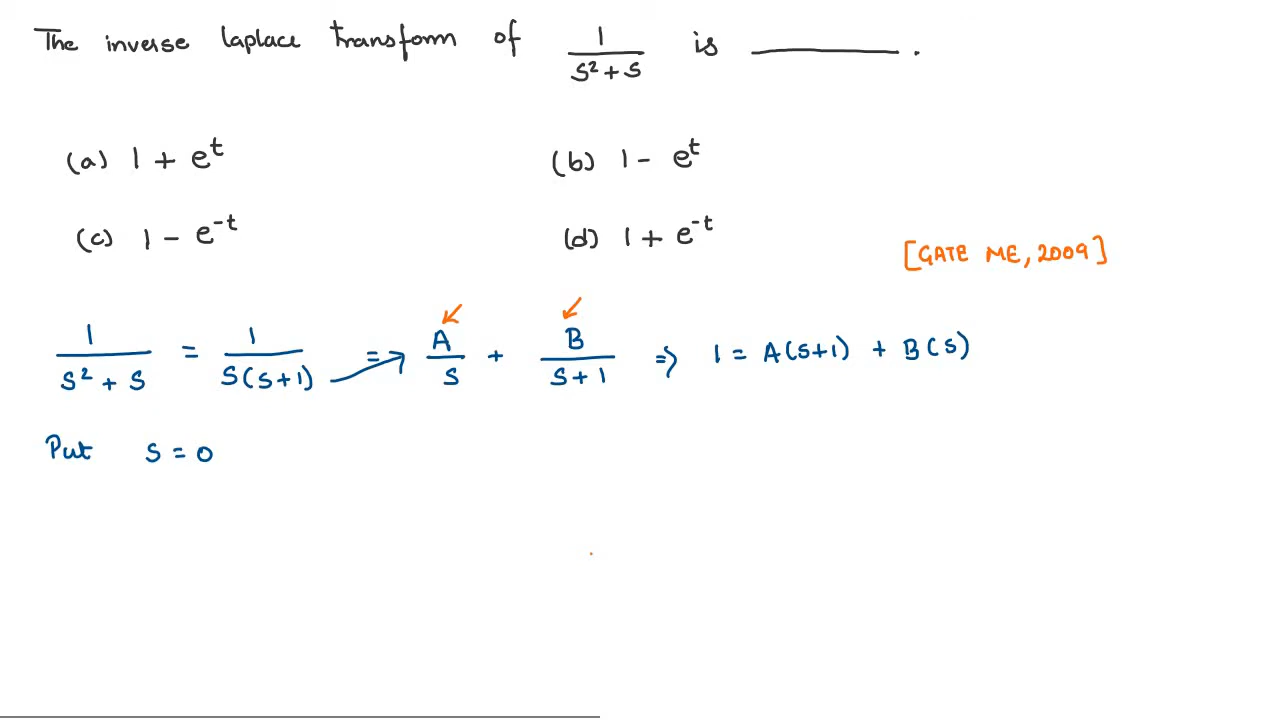 The inverse laplace transform of 1/(s² + s) is ________ .
(a) 1 + e^t (b) 1 - e^t
(c) 1 - e^-t (d) 1 + e^-t
[GATE ME, 2009]
1/(s² + s) = 1/(s(s+1)) = A/s + B/(s+1) ⇒ 1 = A(s+1) + B(s)
Put s = 0